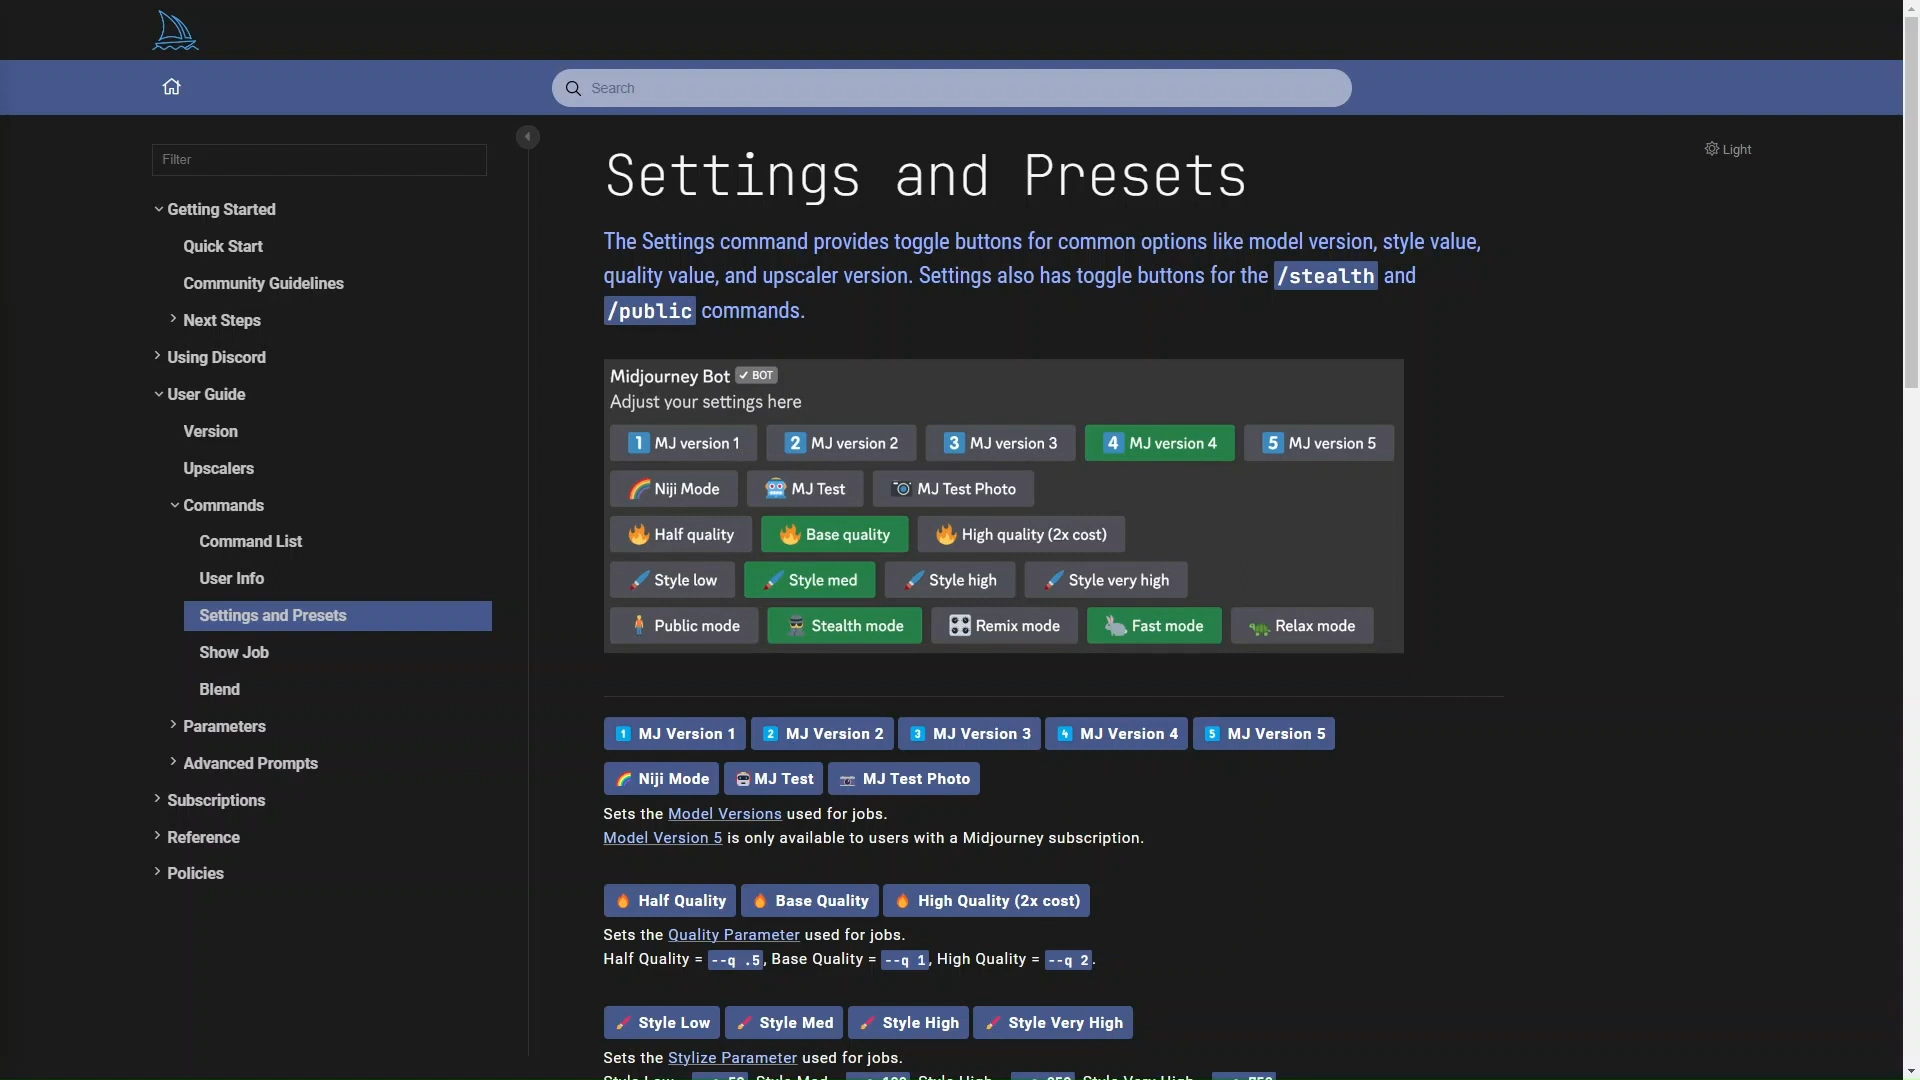 Search
Filter
Getting Started
Quick Start
Community Guidelines
Next Steps
Using Discord
User Guide
Version
Upscalers
Commands
Command List
User Info
Settings and Presets
Show Job
Blend
Parameters
Advanced Prompts
Subscriptions
Reference
Policies
Light
Settings and Presets
The Settings command provides toggle buttons for common options like model version, style value,
quality value, and upscaler version. Settings also has toggle buttons for the /stealth and
/public commands.
Midjourney Bot ✓ BOT
Adjust your settings here
1 MJ version 1 2 MJ version 2 3 MJ version 3 4 MJ version 4 5 MJ version 5
Niji Mode MJ Test MJ Test Photo
Half quality Base quality High quality (2x cost)
Style low Style med Style high Style very high
Public mode Stealth mode Remix mode Fast mode Relax mode
1 MJ Version 1 2 MJ Version 2 3 MJ Version 3 4 MJ Version 4 5 MJ Version 5
Niji Mode MJ Test MJ Test Photo
Sets the Model Versions used for jobs.
Model Version 5 is only available to users with a Midjourney subscription.
Half Quality Base Quality High Quality (2x cost)
Sets the Quality Parameter used for jobs.
Half Quality = --q .5, Base Quality = --q 1, High Quality = --q 2.
Style Low Style Med Style High Style Very High
Sets the Stylize Parameter used for jobs.